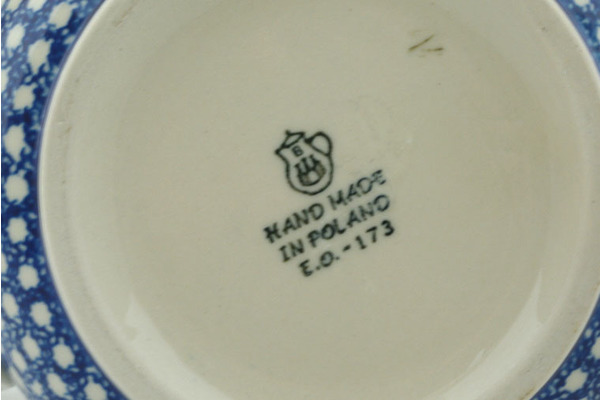 B
HAND MADE
IN POLAND
E.O. - 173